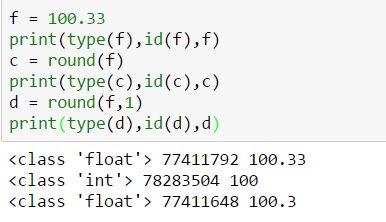 f = 100.33
print(type(f),id(f),f)
c = round(f)
print(type(c),id(c),c)
d = round(f,1)
print(type(d),id(d),d)
<class 'float'> 77411792 100.33
<class 'int'> 78283504 100
<class 'float'> 77411648 100.3